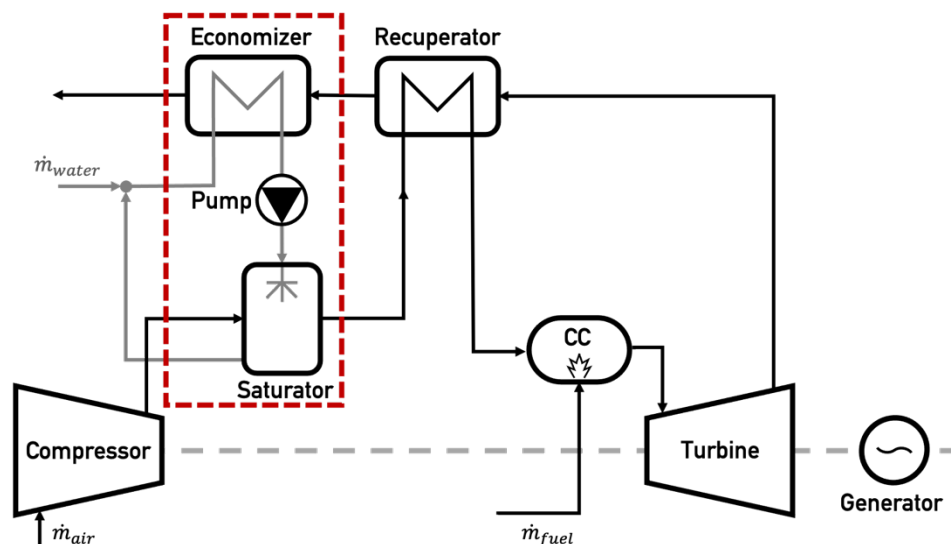 Economizer
Recuperator
ṁwater
Pump
CC
Saturator
Compressor
Turbine
Generator
ṁair
ṁfuel